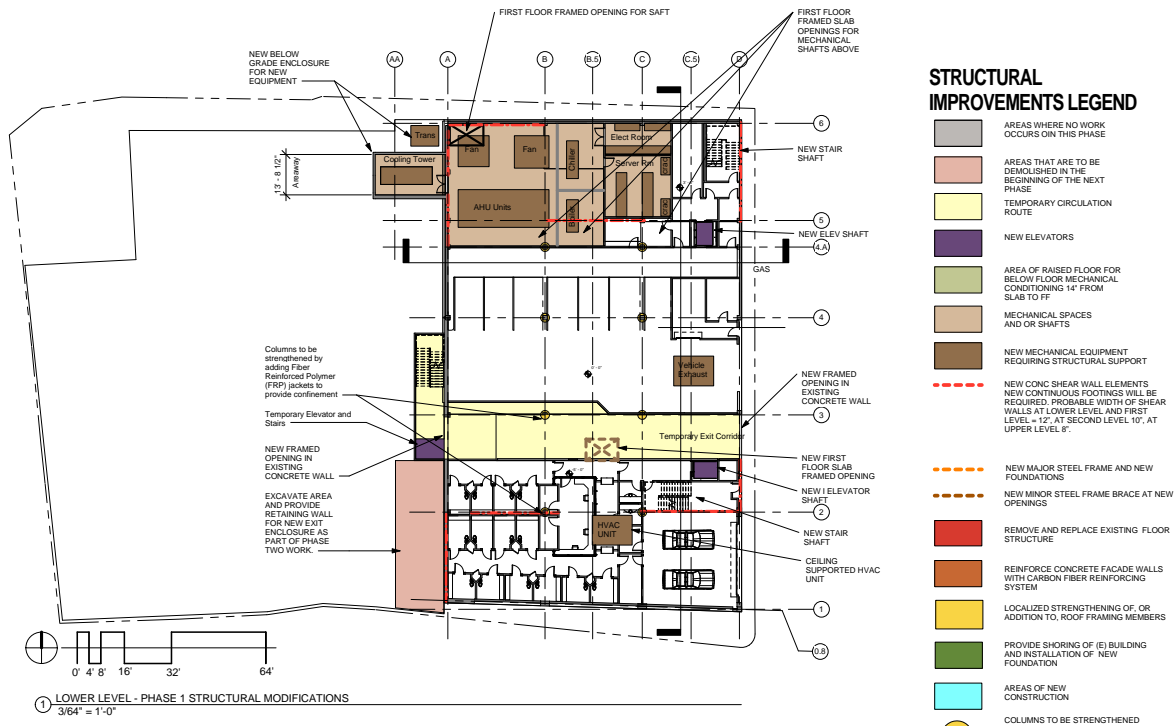 FIRST FLOOR FRAMED OPENING FOR SAFT
FIRST FLOOR
FRAMED SLAB
OPENINGS FOR
MECHANICAL
SHAFTS ABOVE
NEW BELOW
GRADE ENCLOSURE
FOR NEW
EQUIPMENT
AA
A
B
B.5
C
C.5
D
6
5
4.A
4
3
2
1
0.8
Trans
Cooling Tower
13' - 8 1/2"
Areaway
Fan
Fan
AHU Units
Chiller
Boiler
Elect Room
Server Rm
crac
crac
NEW STAIR
SHAFT
NEW ELEV SHAFT
GAS
Vehicle
Exhaust
Columns to be
strengthened by
adding Fiber
Reinforced Polymer
(FRP) jackets to
provide confinement
Temporary Elevator and
Stairs
NEW FRAMED
OPENING IN
EXISTING
CONCRETE WALL
EXCAVATE AREA
AND PROVIDE
RETAINING WALL
FOR NEW EXIT
ENCLOSURE AS
PART OF PHASE
TWO WORK.
NEW FRAMED
OPENING IN
EXISTING
CONCRETE WALL
Temporary Exit Corridor
NEW FIRST
FLOOR SLAB
FRAMED OPENING
NEW I ELEVATOR
SHAFT
NEW STAIR
SHAFT
HVAC
UNIT
CEILING
SUPPORTED HVAC
UNIT
0' 4' 8' 16' 32' 64'
1 LOWER LEVEL - PHASE 1 STRUCTURAL MODIFICATIONS
3/64" = 1'-0"
STRUCTURAL
IMPROVEMENTS LEGEND
AREAS WHERE NO WORK
OCCURS OIN THIS PHASE
AREAS THAT ARE TO BE
DEMOLISHED IN THE
BEGINNING OF THE NEXT
PHASE
TEMPORARY CIRCULATION
ROUTE
NEW ELEVATORS
AREA OF RAISED FLOOR FOR
BELOW FLOOR MECHANICAL
CONDITIONING 14" FROM
SLAB TO FF
MECHANICAL SPACES
AND OR SHAFTS
NEW MECHANICAL EQUIPMENT
REQUIRING STRUCTURAL SUPPORT
NEW CONC SHEAR WALL ELEMENTS
NEW CONTINUOUS FOOTINGS WILL BE
REQUIRED. PROBABLE WIDTH OF SHEAR
WALLS AT LOWER LEVEL AND FIRST
LEVEL = 12", AT SECOND LEVEL 10", AT
UPPER LEVEL 8".
NEW MAJOR STEEL FRAME AND NEW
FOUNDATIONS
NEW MINOR STEEL FRAME BRACE AT NEW
OPENINGS
REMOVE AND REPLACE EXISTING FLOOR
STRUCTURE
REINFORCE CONCRETE FACADE WALLS
WITH CARBON FIBER REINFORCING
SYSTEM
LOCALIZED STRENGTHENING OF, OR
ADDITION TO, ROOF FRAMING MEMBERS
PROVIDE SHORING OF (E) BUILDING
AND INSTALLATION OF NEW
FOUNDATION
AREAS OF NEW
CONSTRUCTION
COLUMNS TO BE STRENGTHENED